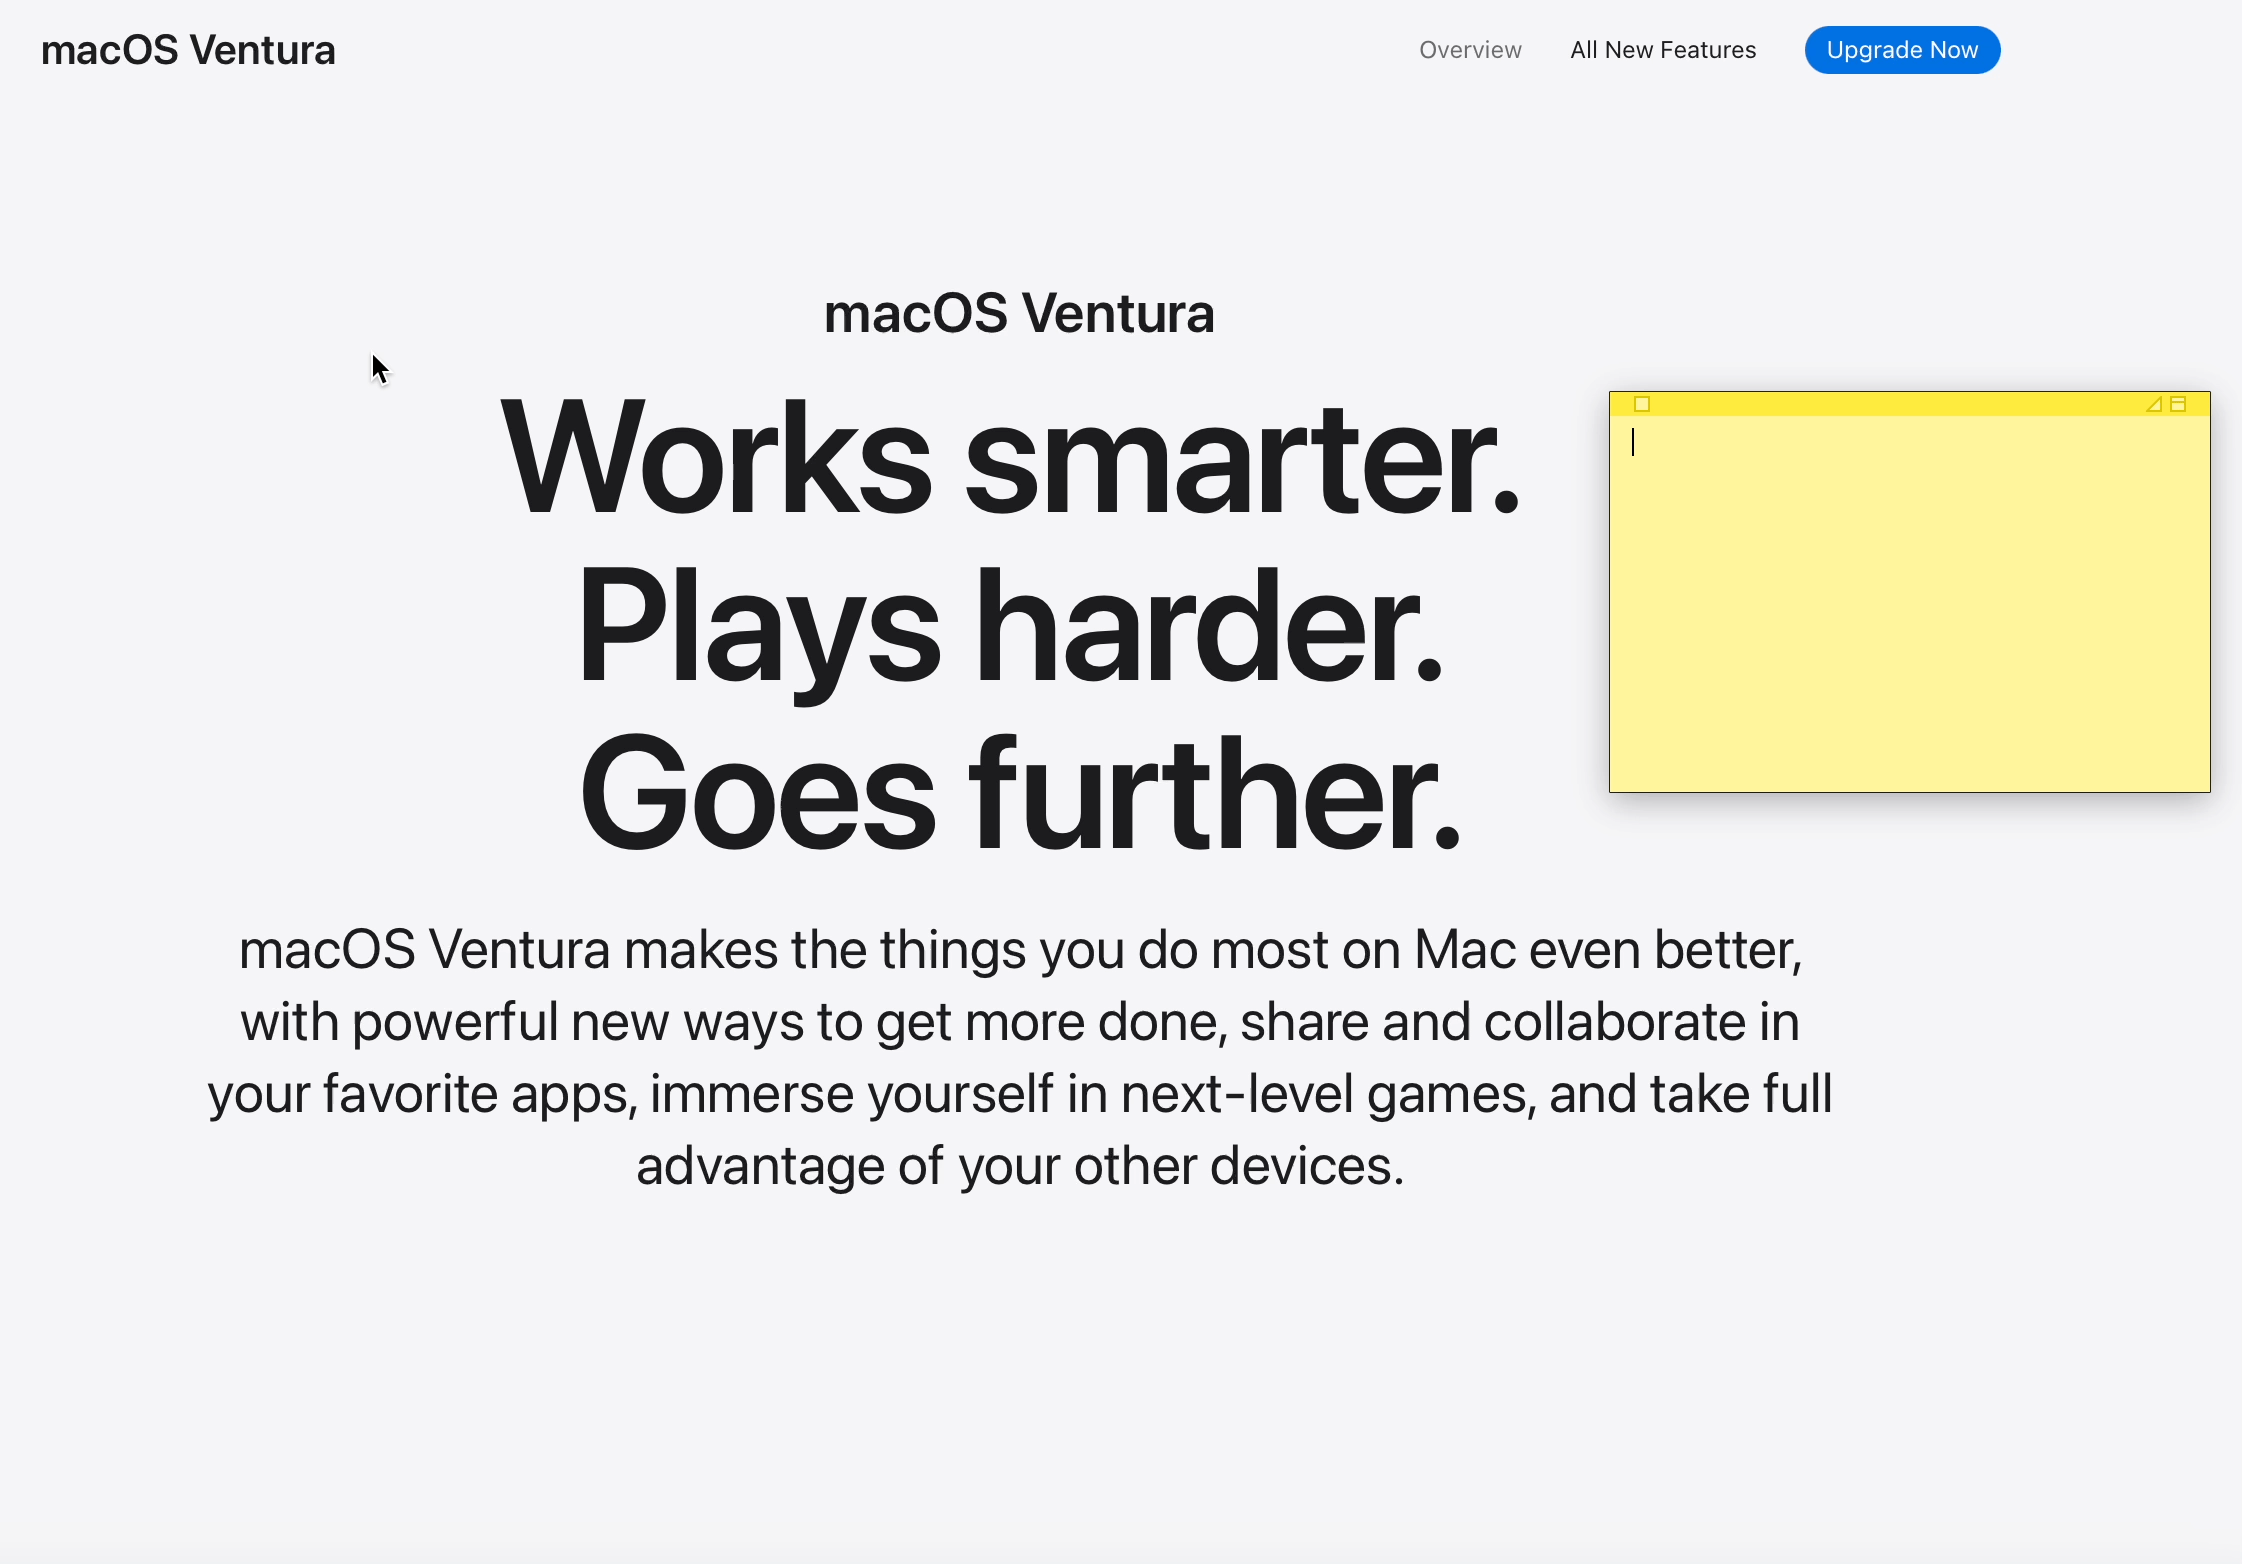 macOS Ventura
Overview
All New Features
Upgrade Now
macOS Ventura
Works smarter.
Plays harder.
Goes further.
macOS Ventura makes the things you do most on Mac even better,
with powerful new ways to get more done, share and collaborate in
your favorite apps, immerse yourself in next-level games, and take full
advantage of your other devices.